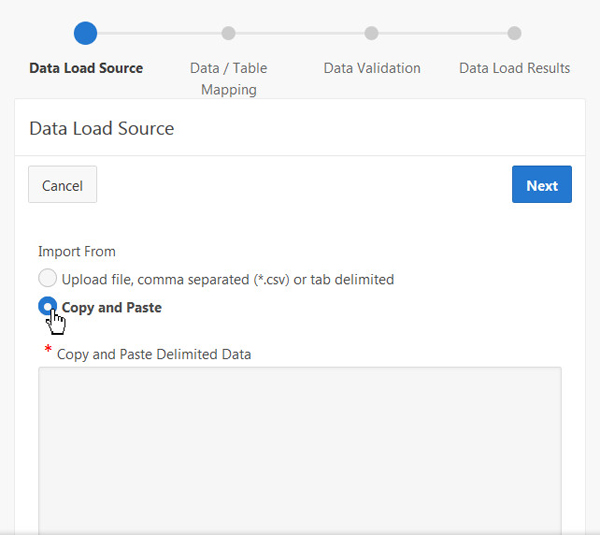 Data Load Source
Data / Table
Mapping
Data Validation
Data Load Results
Data Load Source
Cancel
Next
Import From
Upload file, comma separated (*.csv) or tab delimited
Copy and Paste
* Copy and Paste Delimited Data